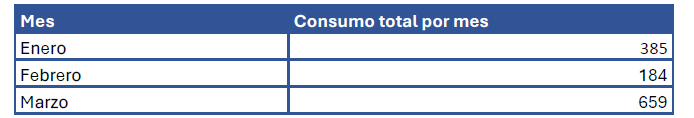 Mes Consumo total por mes
Enero 385
Febrero 184
Marzo 659